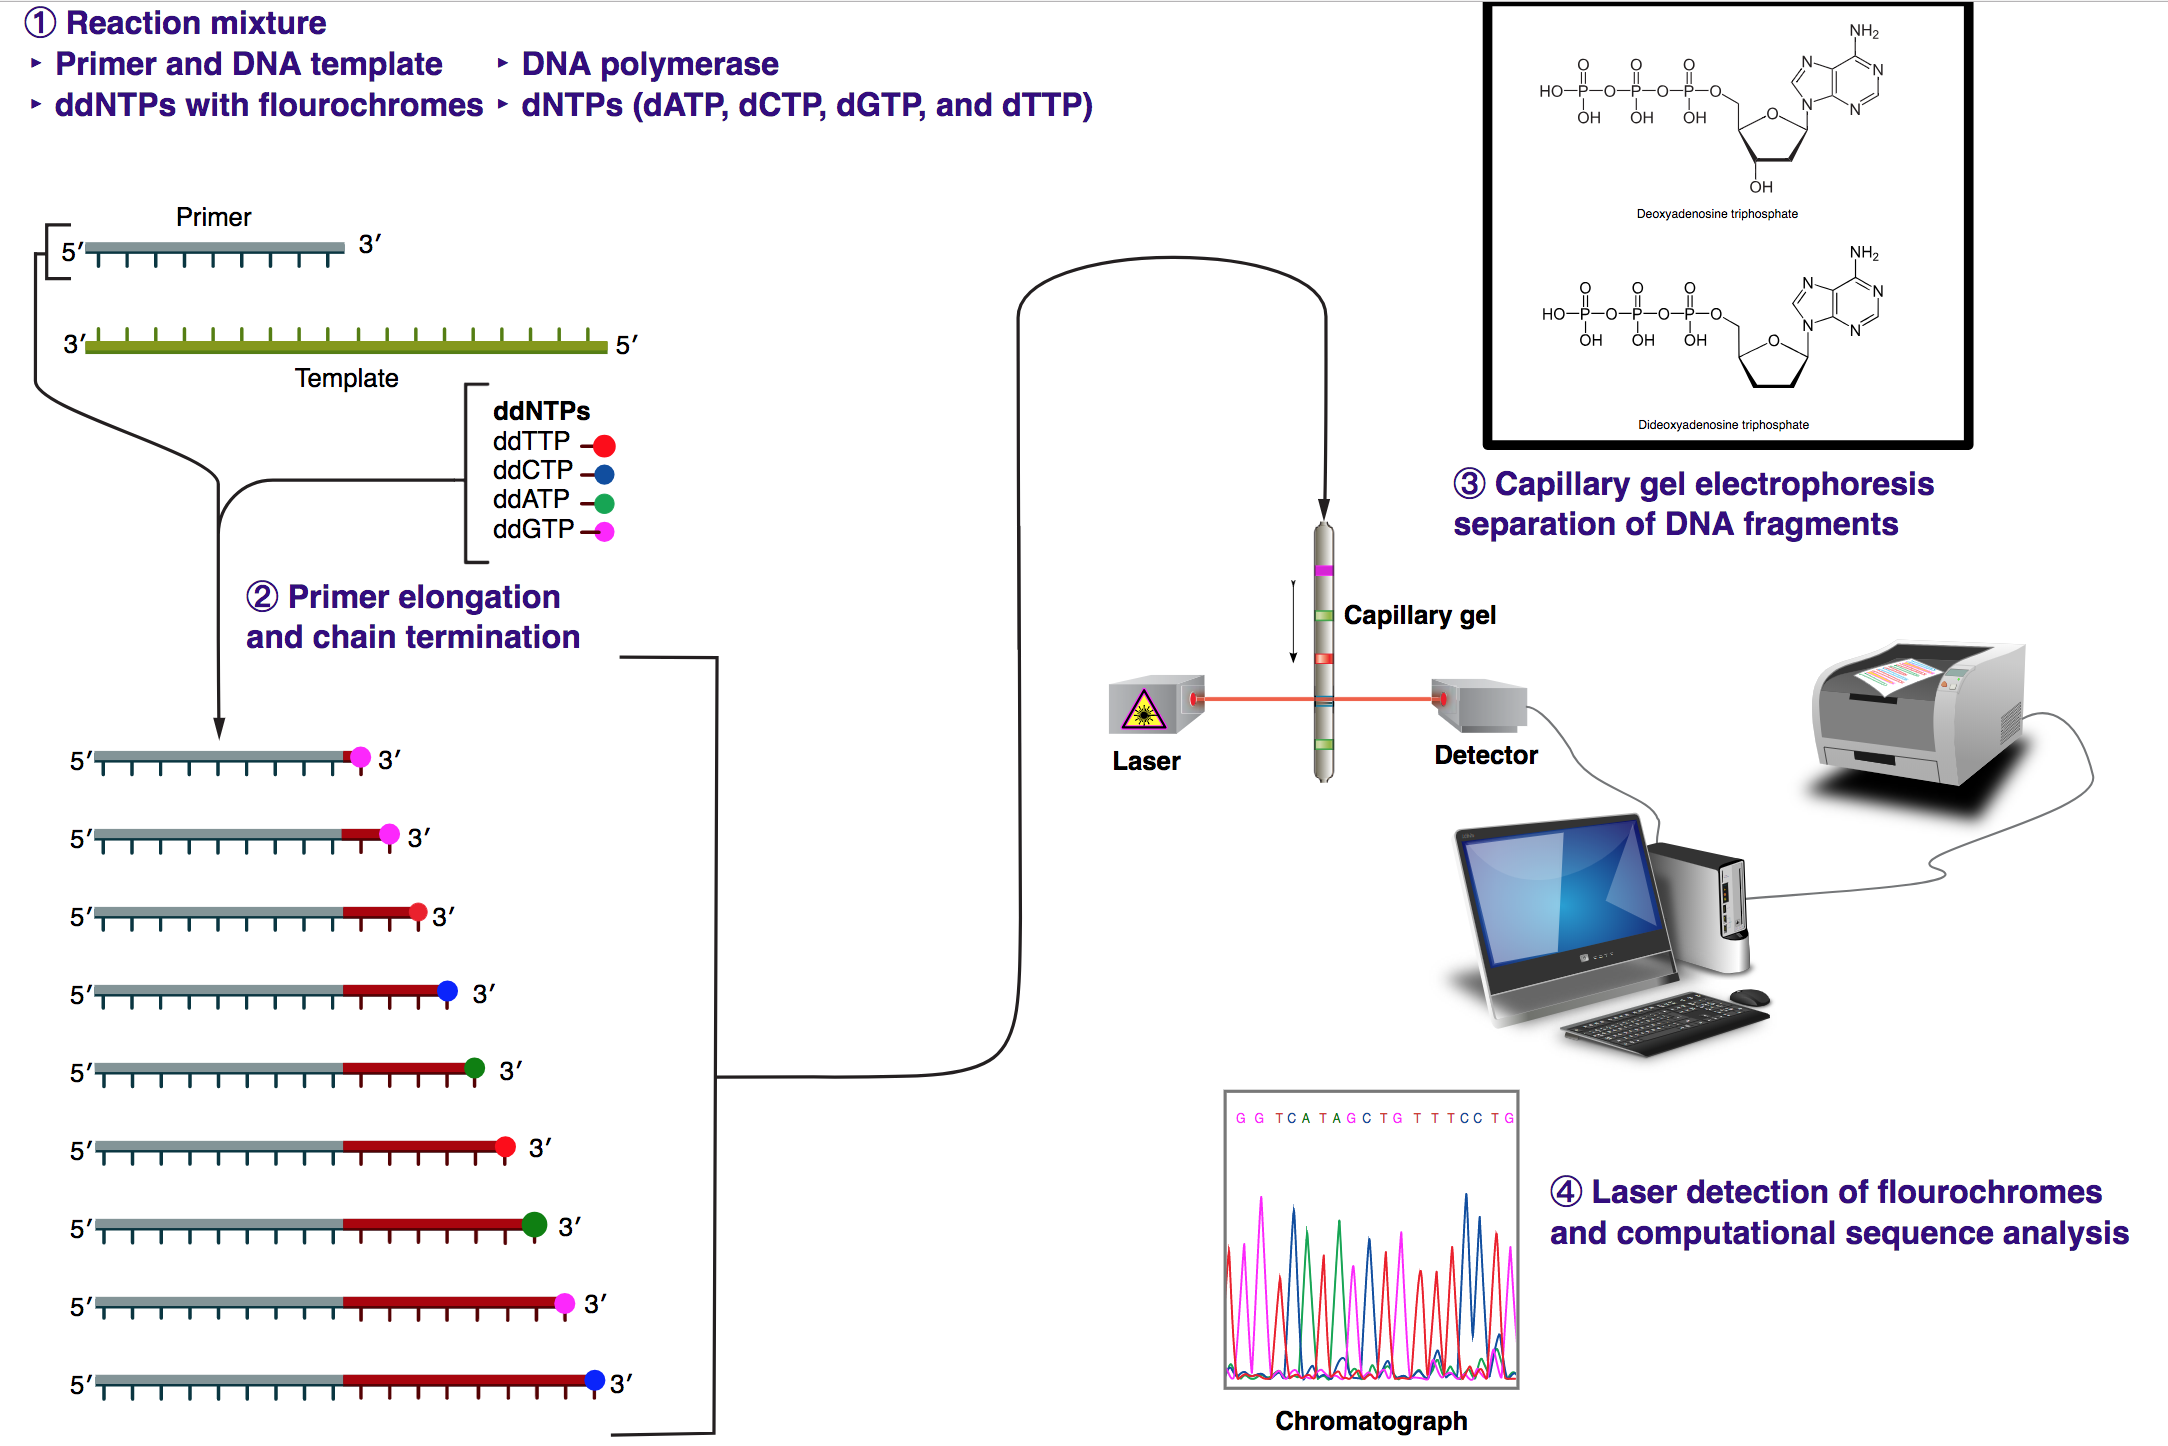 ① Reaction mixture
‣ Primer and DNA template ‣ DNA polymerase
‣ ddNTPs with flourochromes ‣ dNTPs (dATP, dCTP, dGTP, and dTTP)
Primer
5′ 3′
3′ 5′
Template
ddNTPs
ddTTP
ddCTP
ddATP
ddGTP
② Primer elongation
and chain termination
5′ 3′
5′ 3′
5′ 3′
5′ 3′
5′ 3′
5′ 3′
5′ 3′
5′ 3′
5′ 3′
NH₂
N N
O O O
HO P O P O P O N N
OH OH OH O
OH
Deoxyadenosine triphosphate
NH₂
N N
O O O
HO P O P O P O N N
OH OH OH O
Dideoxyadenosine triphosphate
③ Capillary gel electrophoresis
separation of DNA fragments
Capillary gel
Laser
Detector
G G T C A T A G C T G T T T C C T G
Chromatograph
④ Laser detection of flourochromes
and computational sequence analysis